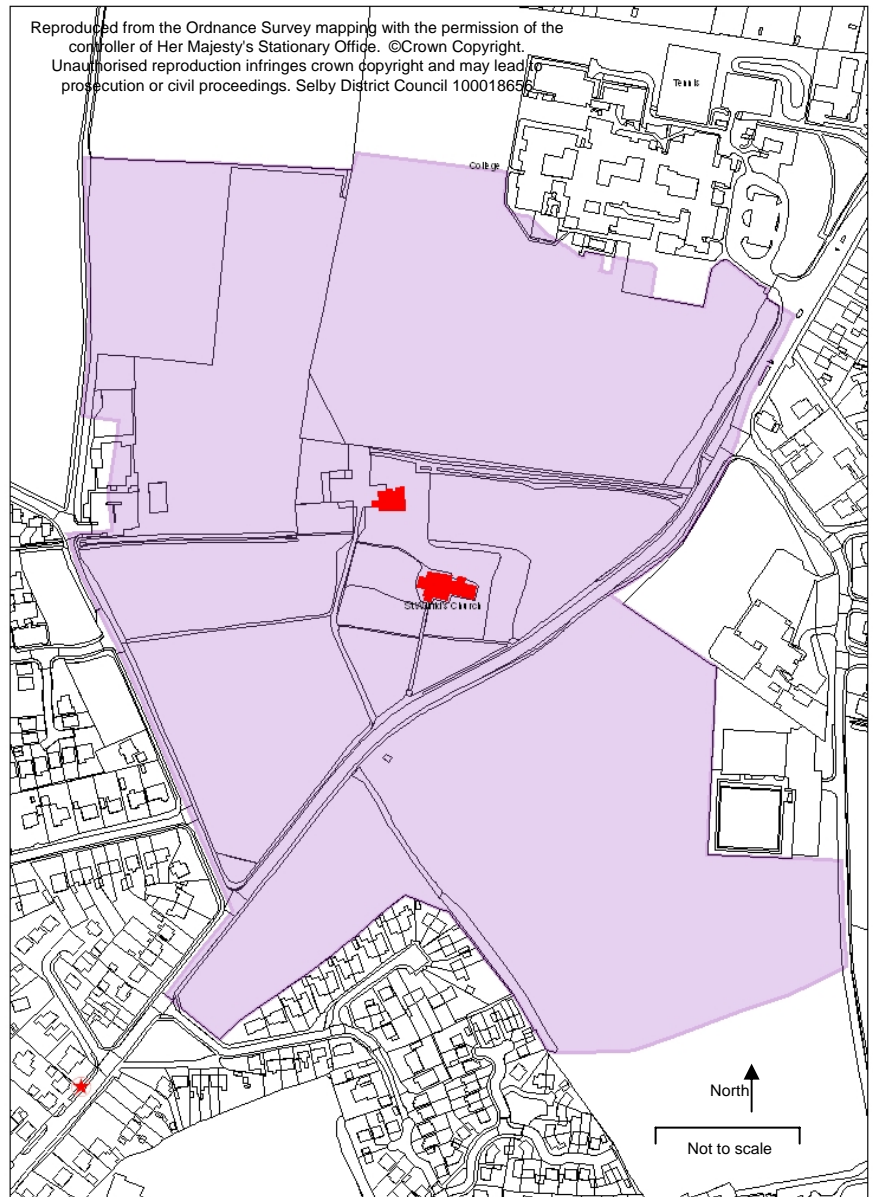 Reproduced from the Ordnance Survey mapping with the permission of the
controller of Her Majesty's Stationary Office. ©Crown Copyright.
Unauthorised reproduction infringes crown copyright and may lead to
prosecution or civil proceedings. Selby District Council 100018656
Tennis
College
Church
North
Not to scale